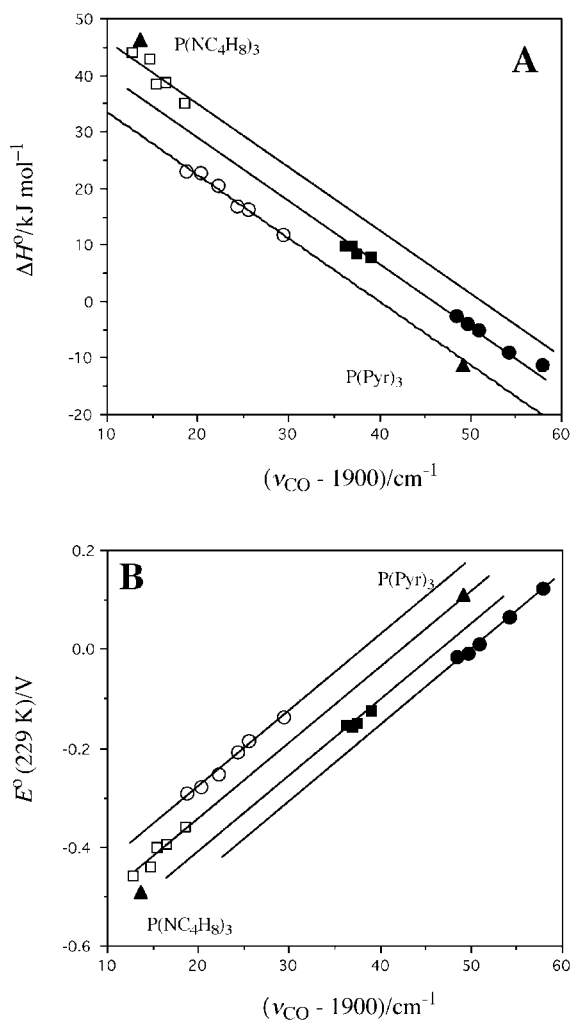 50
P(NC₄H₈)₃
A
40
30
20
10
0
-10
-20
ΔHº/kJ mol⁻¹
P(Pyr)₃
10 20 30 40 50 60
(νCO - 1900)/cm⁻¹
0.2
B
P(Pyr)₃
0.0
-0.2
-0.4
-0.6
Eº (229 K)/V
P(NC₄H₈)₃
10 20 30 40 50 60
(νCO - 1900)/cm⁻¹